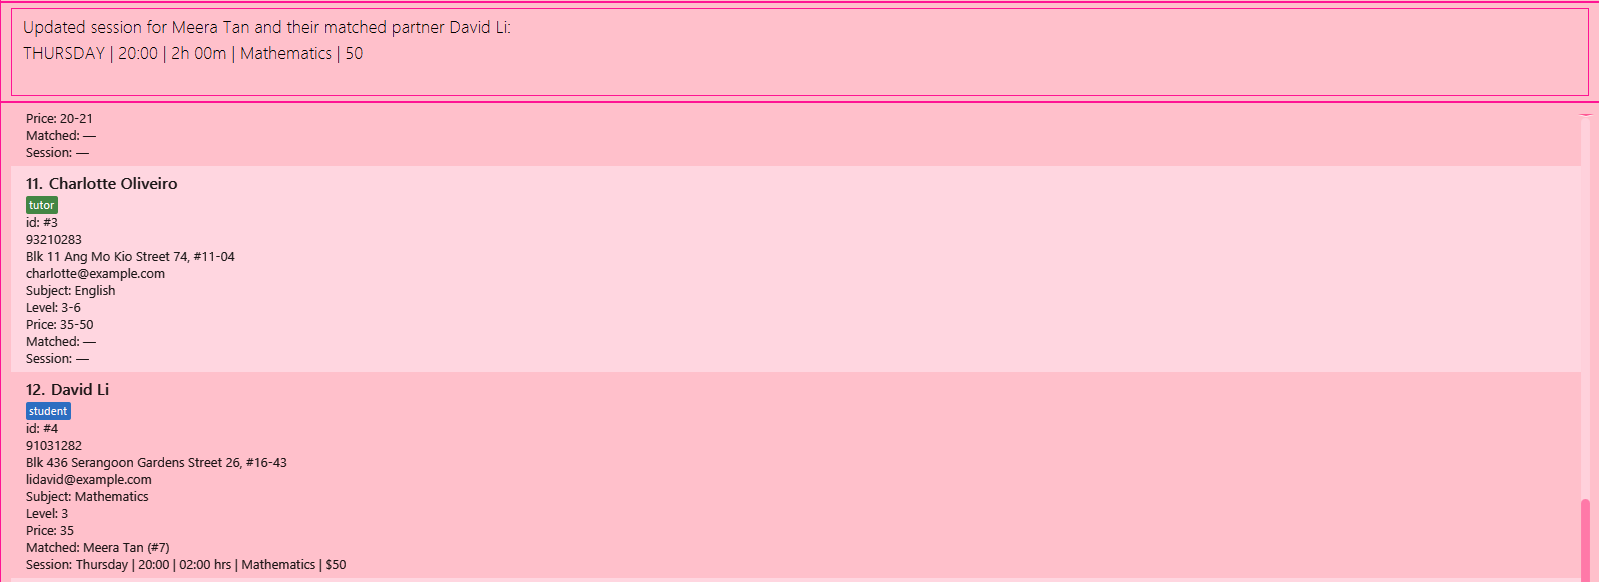 Updated session for Meera Tan and their matched partner David Li:
THURSDAY | 20:00 | 2h 00m | Mathematics | 50
Price: 20-21
Matched: —
Session: —
11. Charlotte Oliveiro
tutor
id: #3
93210283
Blk 11 Ang Mo Kio Street 74, #11-04
charlotte@example.com
Subject: English
Level: 3-6
Price: 35-50
Matched: —
Session: —
12. David Li
student
id: #4
91031282
Blk 436 Serangoon Gardens Street 26, #16-43
lidavid@example.com
Subject: Mathematics
Level: 3
Price: 35
Matched: Meera Tan (#7)
Session: Thursday | 20:00 | 02:00 hrs | Mathematics | $50